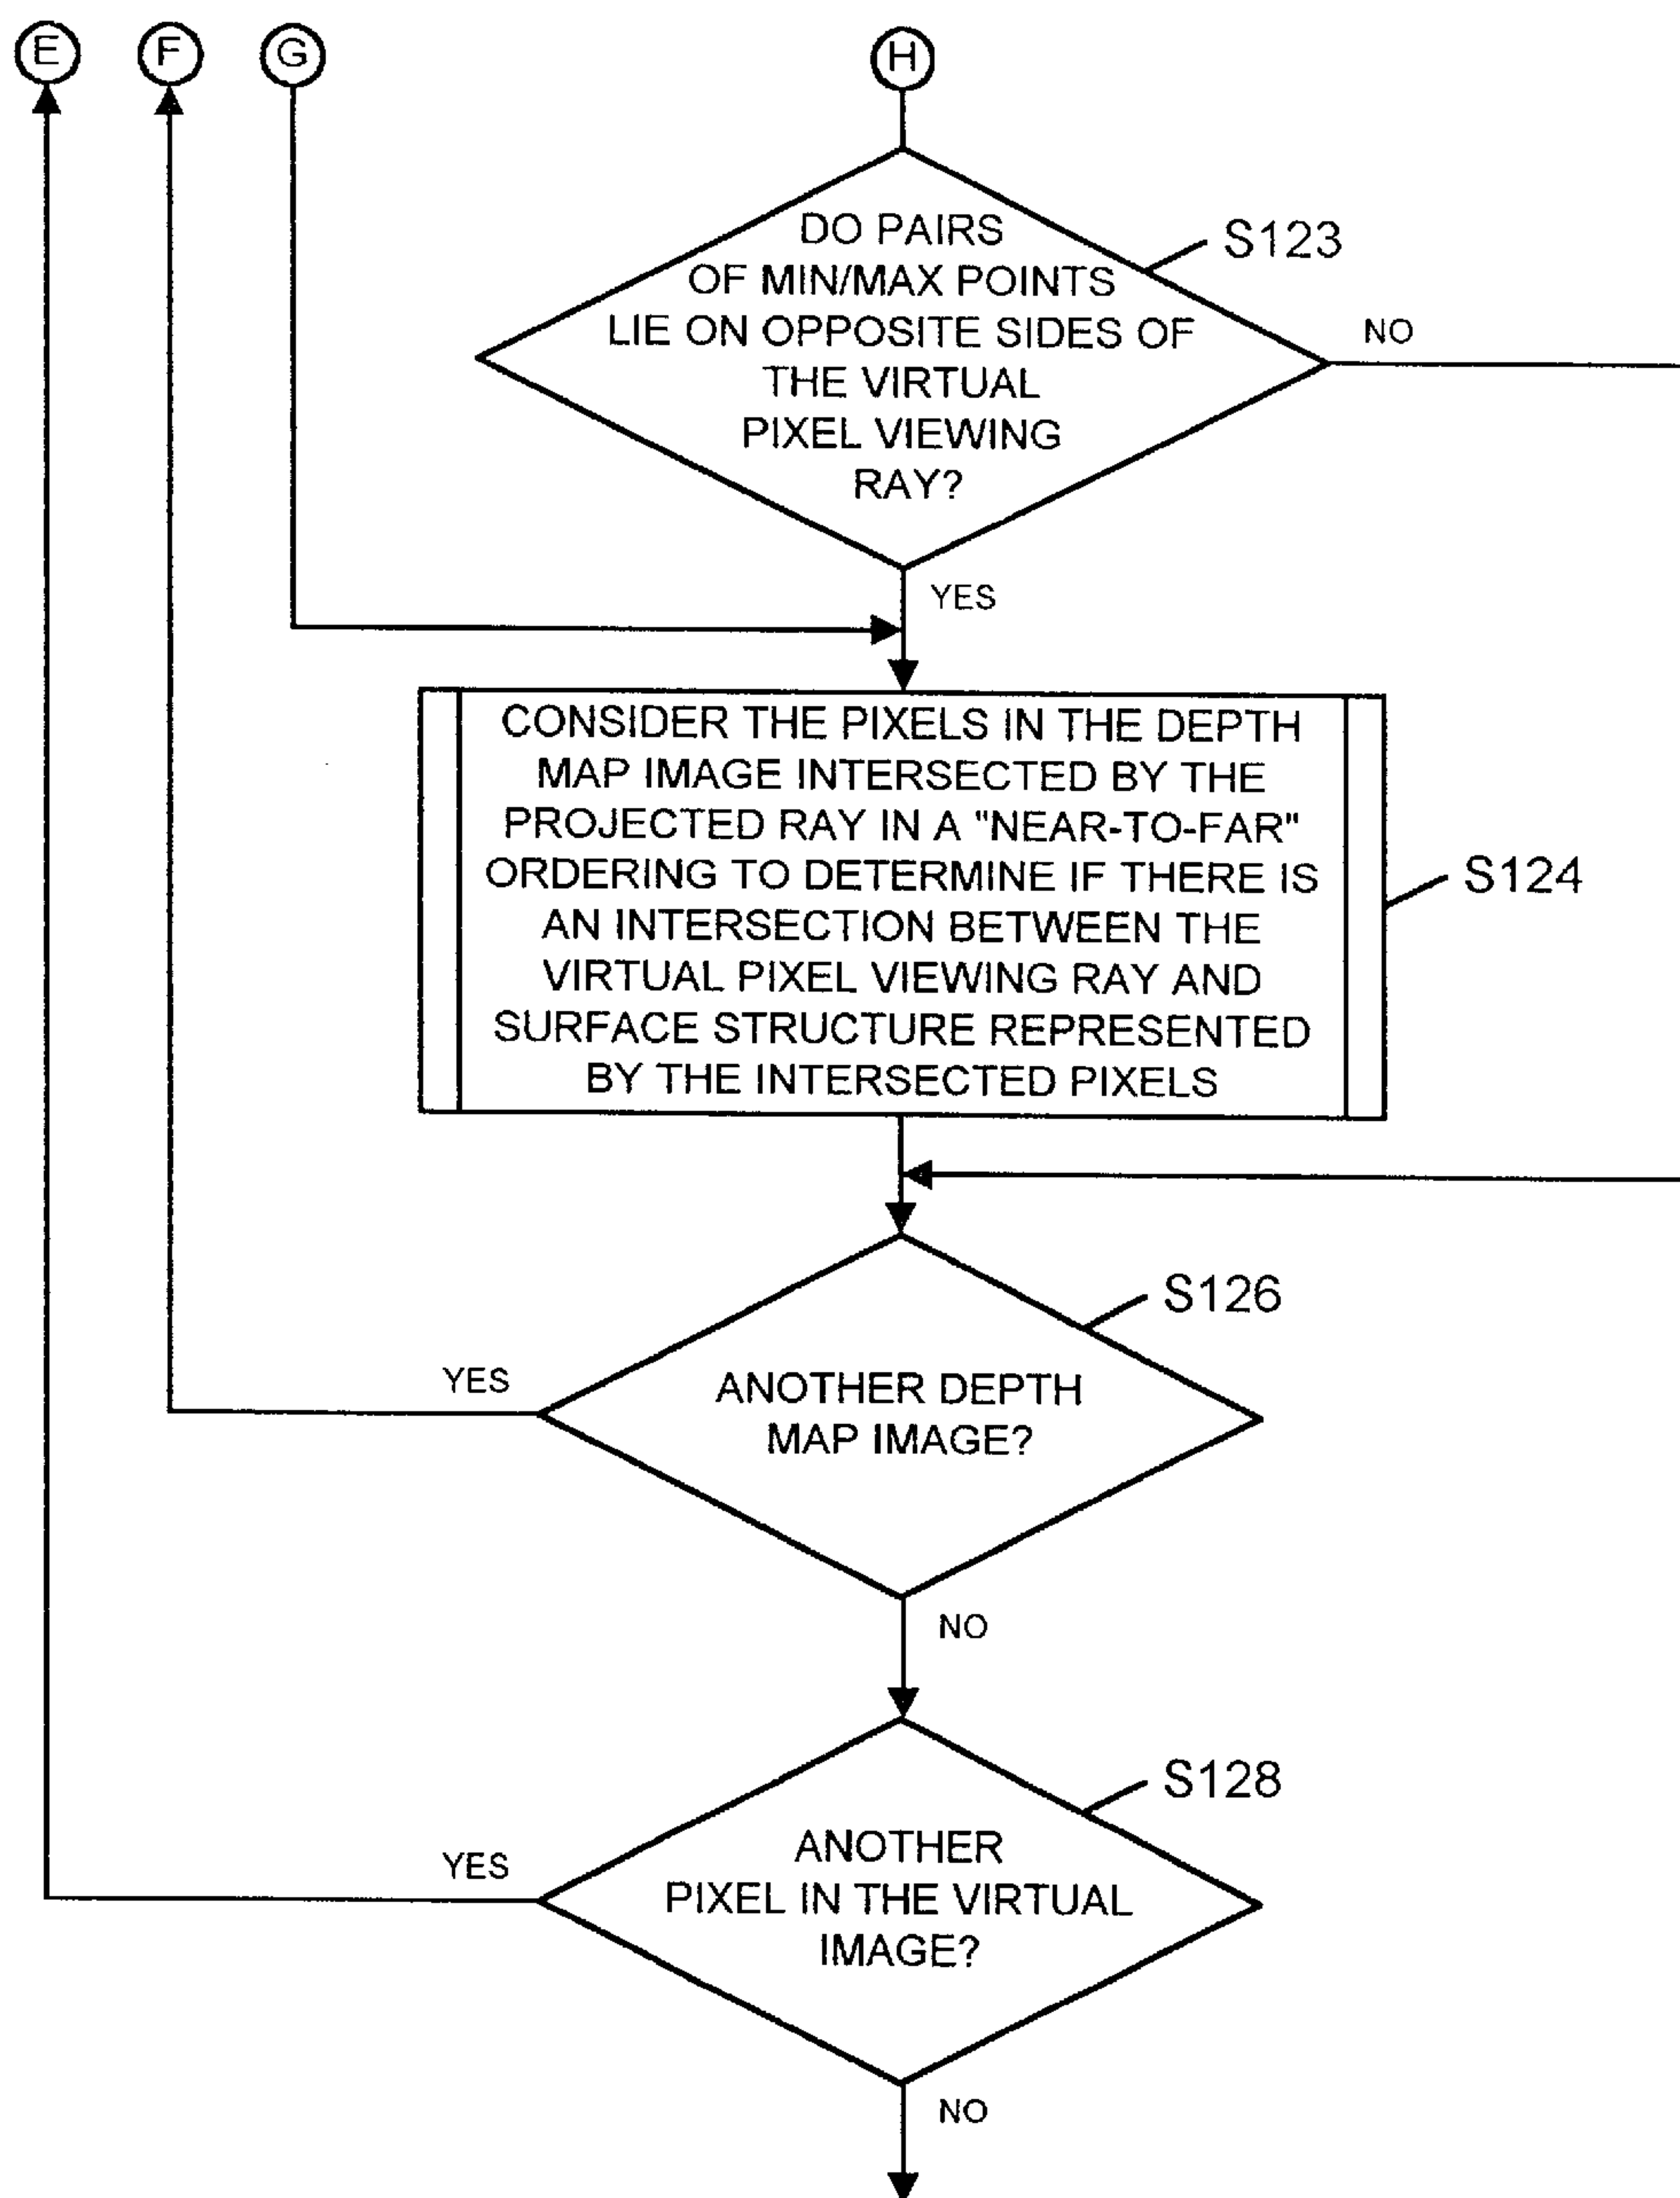 E F G H
DO PAIRS
OF MIN/MAX POINTS
LIE ON OPPOSITE SIDES OF
THE VIRTUAL
PIXEL VIEWING
RAY?
S123
NO
YES
CONSIDER THE PIXELS IN THE DEPTH
MAP IMAGE INTERSECTED BY THE
PROJECTED RAY IN A "NEAR-TO-FAR"
ORDERING TO DETERMINE IF THERE IS
AN INTERSECTION BETWEEN THE
VIRTUAL PIXEL VIEWING RAY AND
SURFACE STRUCTURE REPRESENTED
BY THE INTERSECTED PIXELS
S124
S126
YES
ANOTHER DEPTH
MAP IMAGE?
NO
S128
YES
ANOTHER
PIXEL IN THE VIRTUAL
IMAGE?
NO